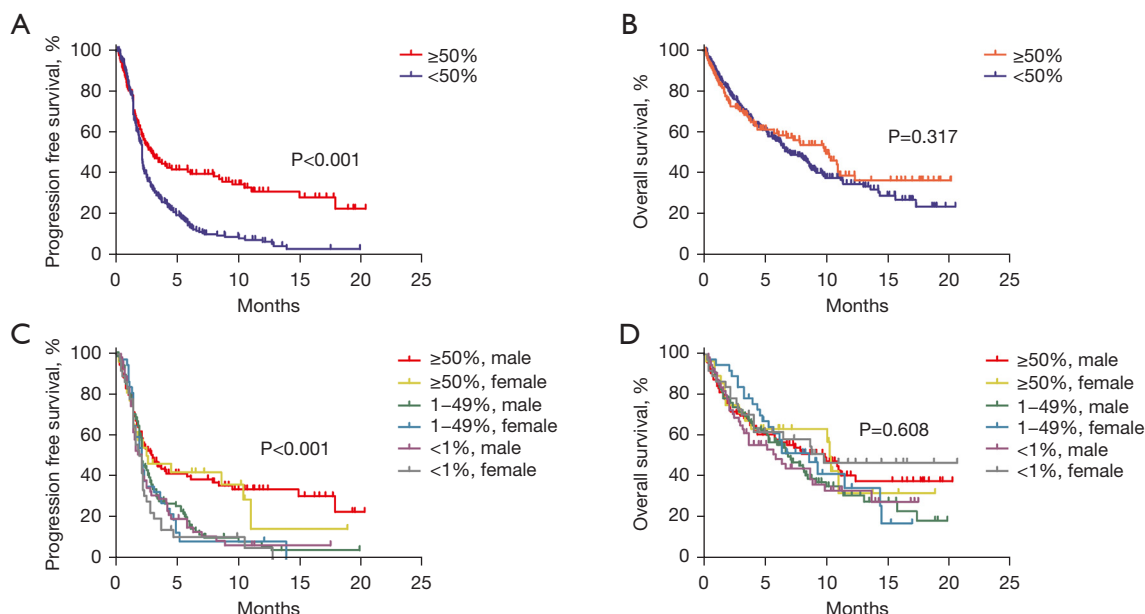 A
Progression free survival, %
100
80
60
40
20
0
≥50%
<50%
P<0.001
0 5 10 15 20 25
Months
B
Overall survival, %
100
80
60
40
20
0
≥50%
<50%
P=0.317
0 5 10 15 20 25
Months
C
Progression free survival, %
100
80
60
40
20
0
≥50%, male
≥50%, female
1–49%, male
1–49%, female
<1%, male
<1%, female
P<0.001
0 5 10 15 20 25
Months
D
Overall survival, %
100
80
60
40
20
0
≥50%, male
≥50%, female
1–49%, male
1–49%, female
<1%, male
<1%, female
P=0.608
0 5 10 15 20 25
Months